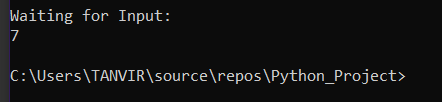 Waiting for Input:
7
C:\Users\TANVIR\source\repos\Python_Project>